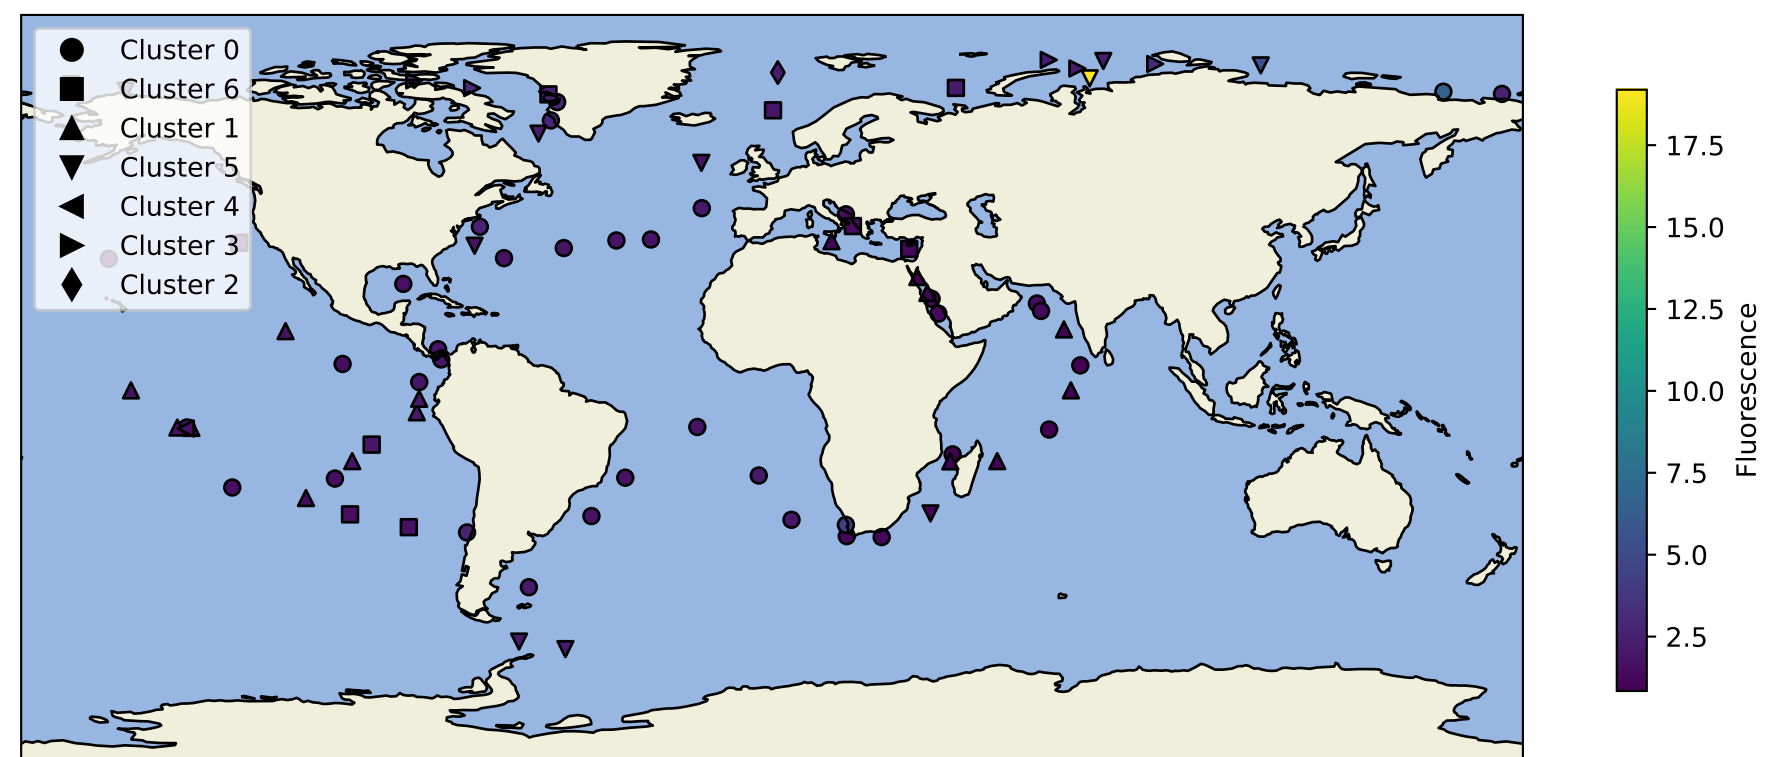 Cluster 0
Cluster 6
Cluster 1
Cluster 5
Cluster 4
Cluster 3
Cluster 2
17.5
15.0
12.5
10.0
7.5
5.0
2.5
Fluorescence